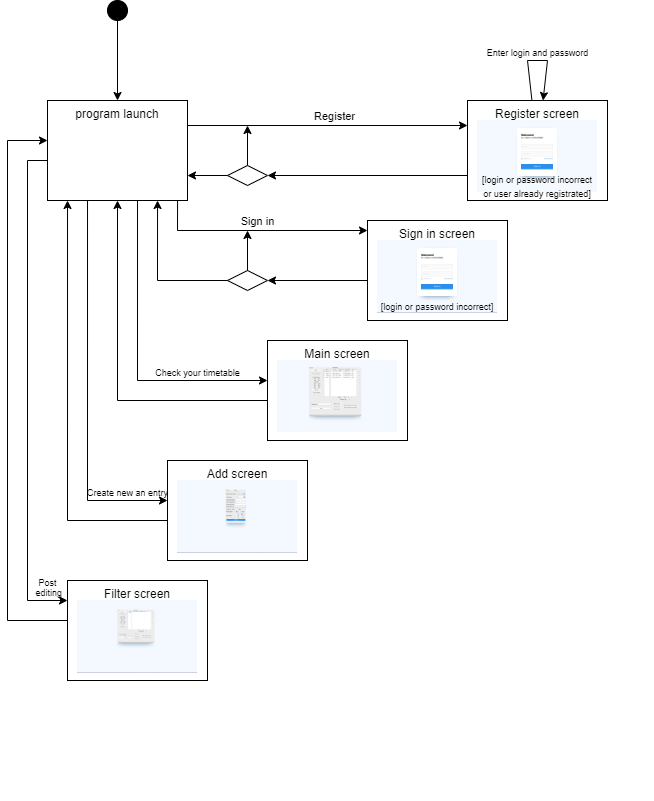 Enter login and password
program launch
Register
Register screen
[login or password incorrect
or user already registrated]
Sign in
Sign in screen
[login or password incorrect]
Main screen
Check your timetable
Add screen
Create new an entry
Post
editing
Filter screen